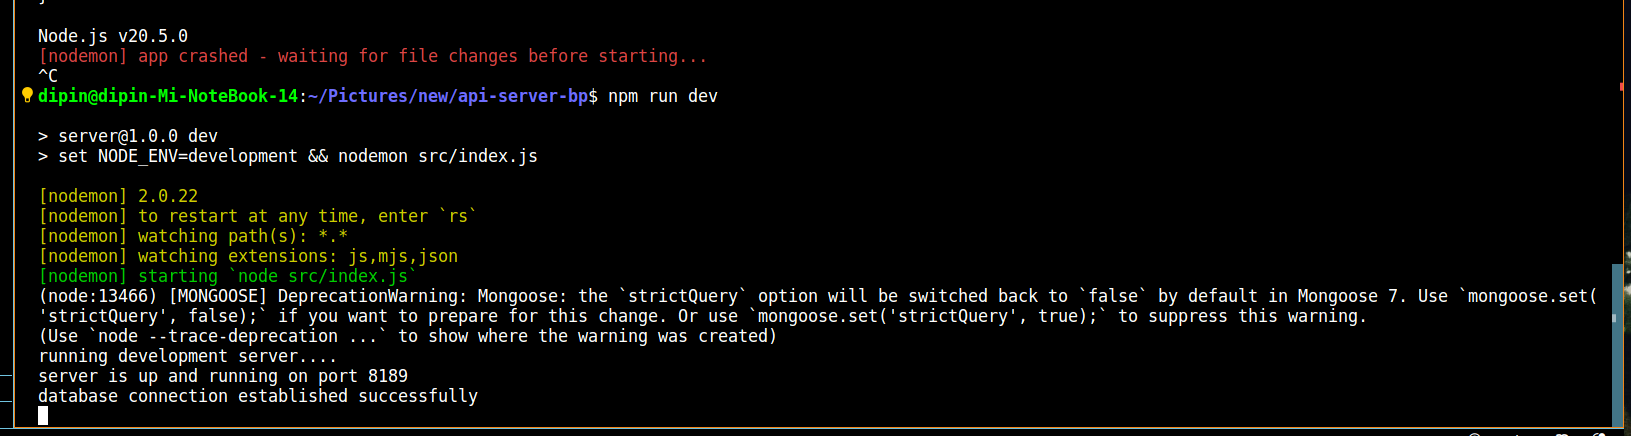 Node.js v20.5.0
[nodemon] app crashed - waiting for file changes before starting...
^C
dipin@dipin-Mi-NoteBook-14:~/Pictures/new/api-server-bp$ npm run dev
> server@1.0.0 dev
> set NODE_ENV=development && nodemon src/index.js
[nodemon] 2.0.22
[nodemon] to restart at any time, enter `rs`
[nodemon] watching path(s): *.*
[nodemon] watching extensions: js,mjs,json
[nodemon] starting `node src/index.js`
(node:13466) [MONGOOSE] DeprecationWarning: Mongoose: the `strictQuery` option will be switched back to `false` by default in Mongoose 7. Use `mongoose.set(
'strictQuery', false);` if you want to prepare for this change. Or use `mongoose.set('strictQuery', true);` to suppress this warning.
(Use `node --trace-deprecation ...` to show where the warning was created)
running development server....
server is up and running on port 8189
database connection established successfully